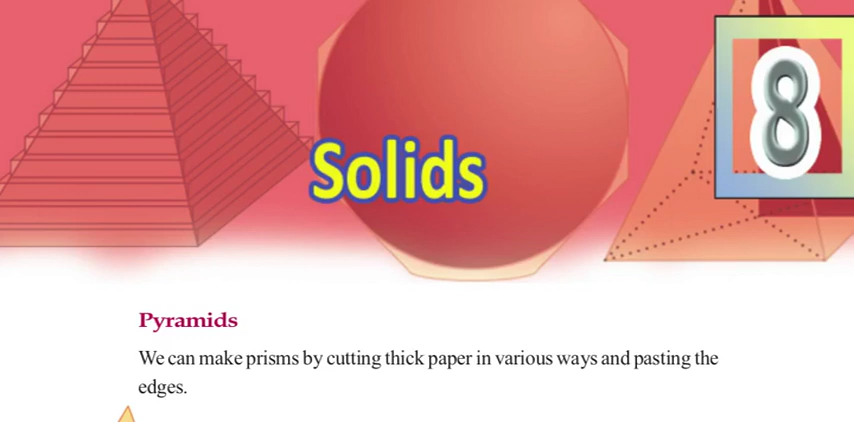 Solids
8
Pyramids
We can make prisms by cutting thick paper in various ways and pasting the
edges.